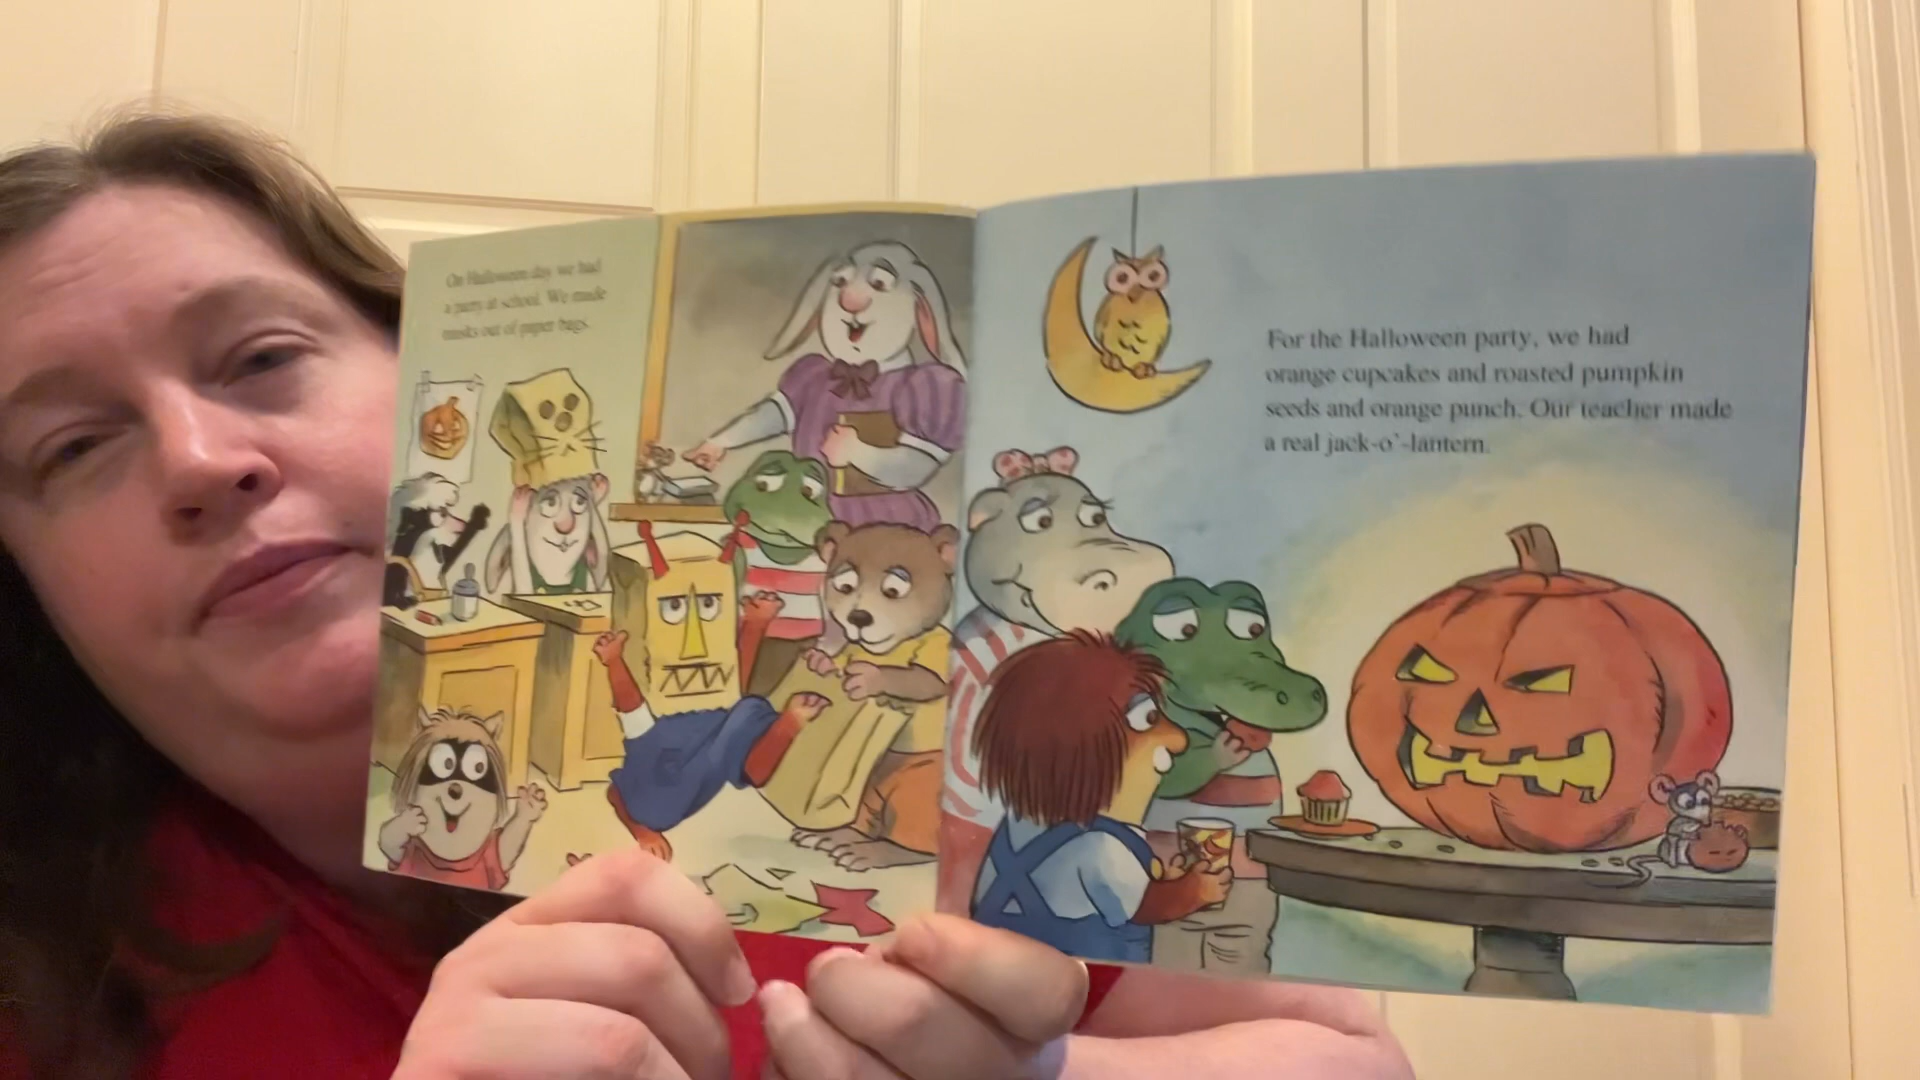 On Halloween day we had
a party at school. We made
masks out of paper bags.
For the Halloween party, we had
orange cupcakes and roasted pumpkin
seeds and orange punch. Our teacher made
a real jack-o'-lantern.